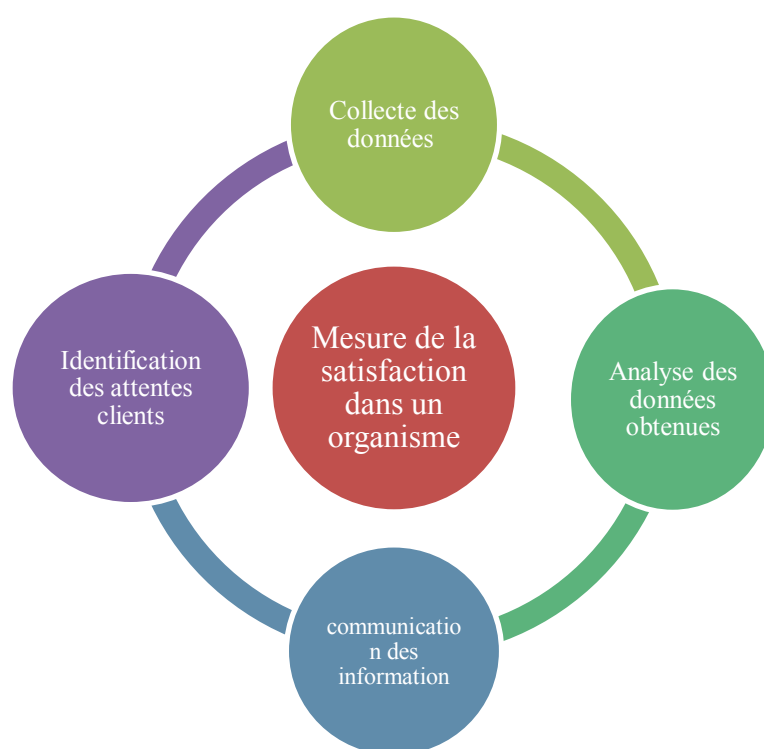 Collecte des
données
Identification
des attentes
clients
Mesure de la
satisfaction
dans un
organisme
Analyse des
données
obtenues
communicatio
n des
information